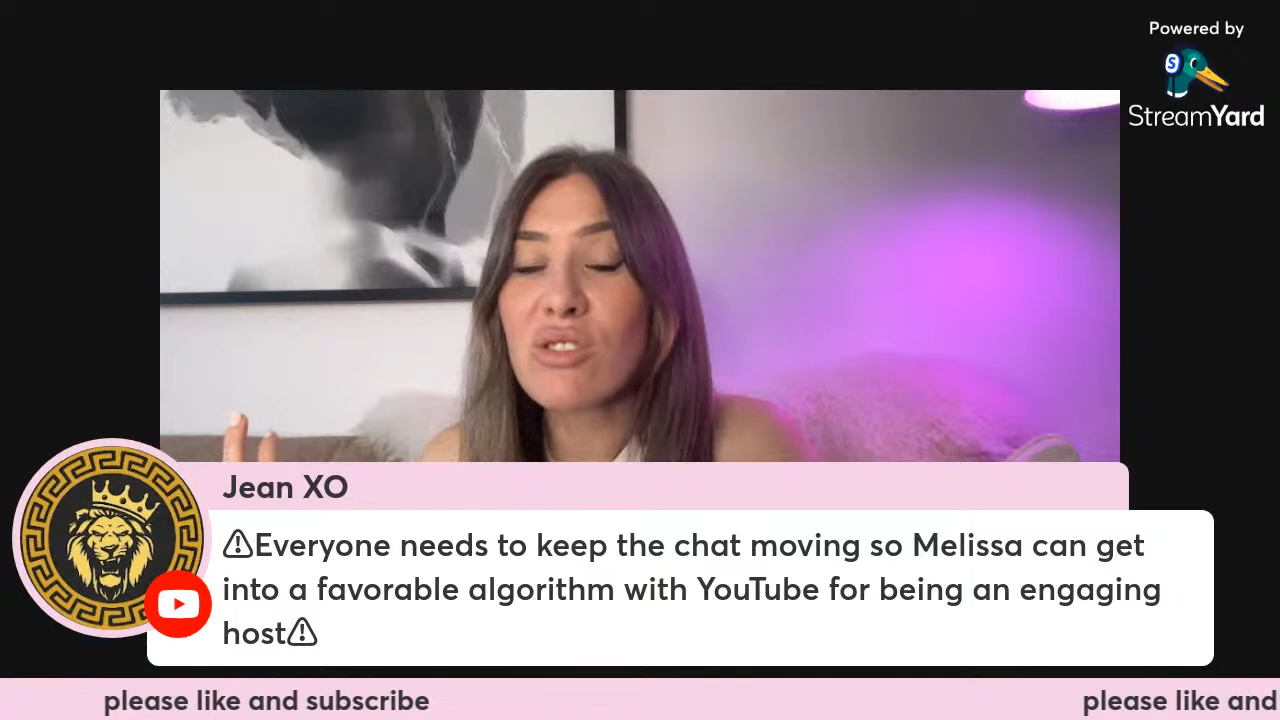 Powered by
StreamYard
Jean XO
⚠Everyone needs to keep the chat moving so Melissa can get
into a favorable algorithm with YouTube for being an engaging
host⚠
please like and subscribe
please like and